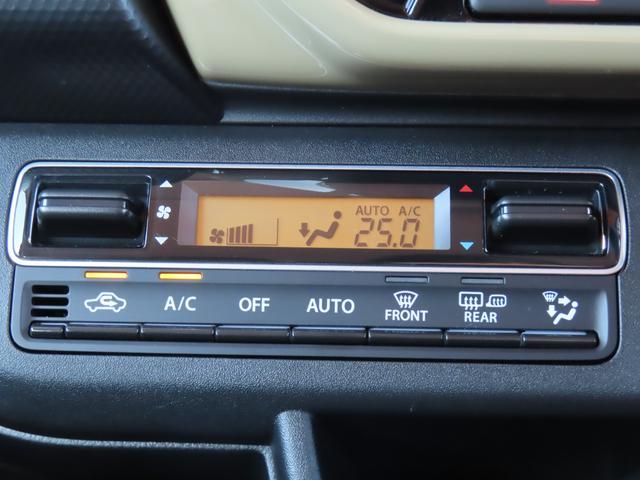 AUTO A/C
25.0
A/C
OFF
AUTO
FRONT
REAR